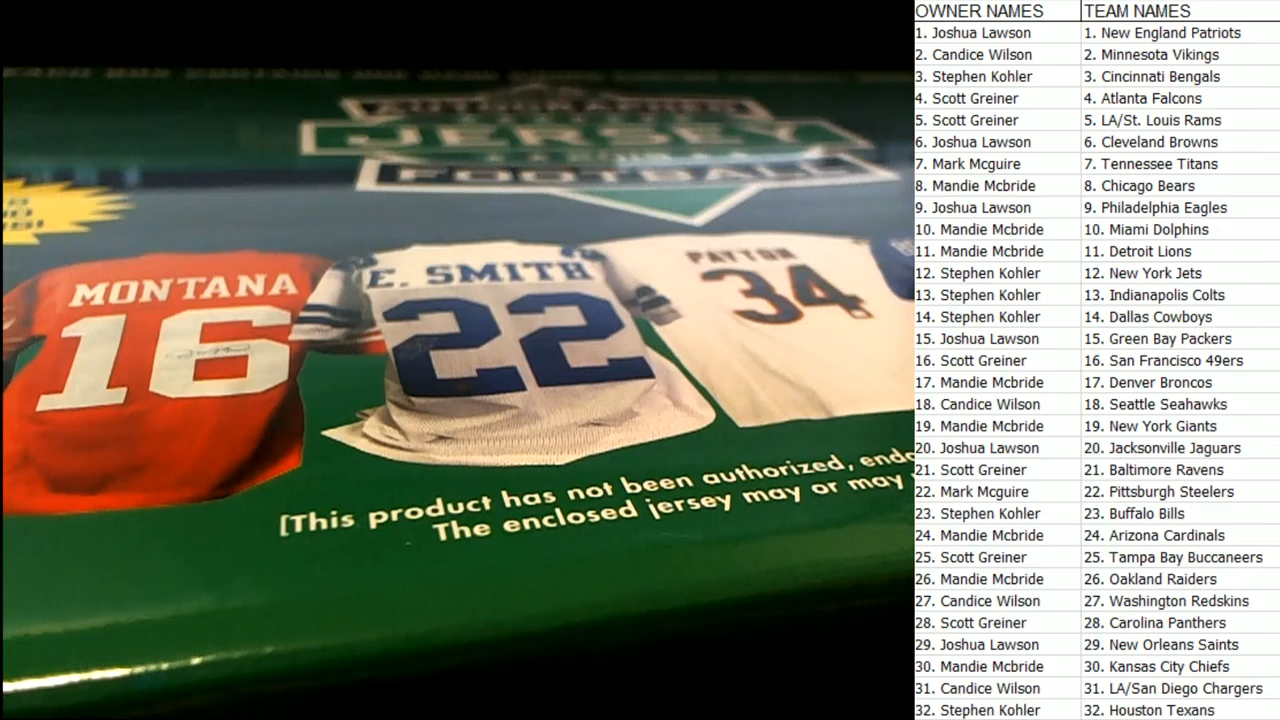 JERSEY
FOOTBALL
MONTANA
16
E. SMITH
22
PAYTON
34
[This product has not been authorized,
The enclosed jersey may or may
OWNER NAMES TEAM NAMES
1. Joshua Lawson 1. New England Patriots
2. Candice Wilson 2. Minnesota Vikings
3. Stephen Kohler 3. Cincinnati Bengals
4. Scott Greiner 4. Atlanta Falcons
5. Scott Greiner 5. LA/St. Louis Rams
6. Joshua Lawson 6. Cleveland Browns
7. Mark Mcguire 7. Tennessee Titans
8. Mandie Mcbride 8. Chicago Bears
9. Joshua Lawson 9. Philadelphia Eagles
10. Mandie Mcbride 10. Miami Dolphins
11. Mandie Mcbride 11. Detroit Lions
12. Stephen Kohler 12. New York Jets
13. Stephen Kohler 13. Indianapolis Colts
14. Stephen Kohler 14. Dallas Cowboys
15. Joshua Lawson 15. Green Bay Packers
16. Scott Greiner 16. San Francisco 49ers
17. Mandie Mcbride 17. Denver Broncos
18. Candice Wilson 18. Seattle Seahawks
19. Mandie Mcbride 19. New York Giants
20. Joshua Lawson 20. Jacksonville Jaguars
21. Scott Greiner 21. Baltimore Ravens
22. Mark Mcguire 22. Pittsburgh Steelers
23. Stephen Kohler 23. Buffalo Bills
24. Mandie Mcbride 24. Arizona Cardinals
25. Scott Greiner 25. Tampa Bay Buccaneers
26. Mandie Mcbride 26. Oakland Raiders
27. Candice Wilson 27. Washington Redskins
28. Scott Greiner 28. Carolina Panthers
29. Joshua Lawson 29. New Orleans Saints
30. Mandie Mcbride 30. Kansas City Chiefs
31. Candice Wilson 31. LA/San Diego Chargers
32. Stephen Kohler 32. Houston Texans